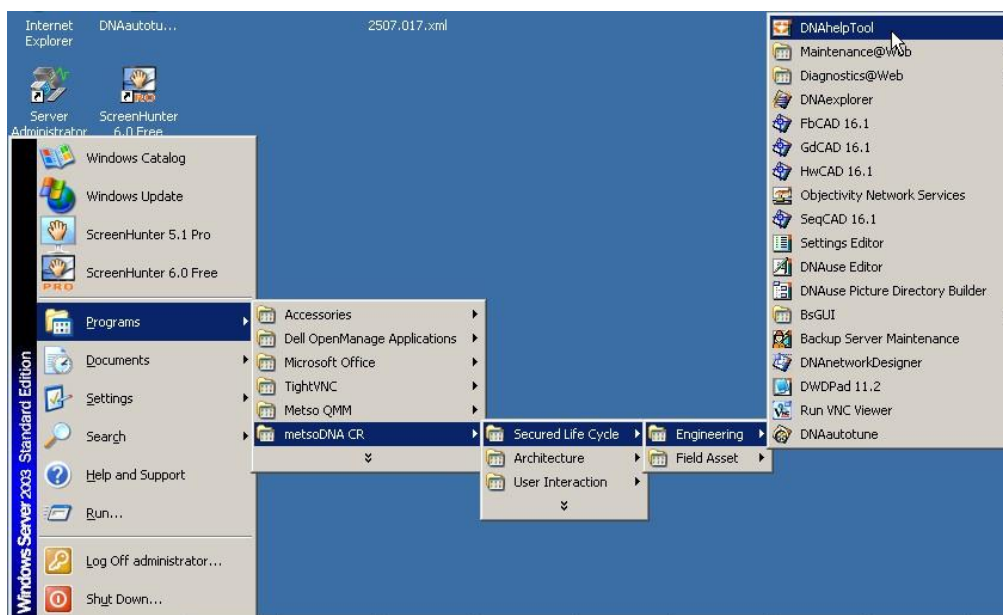 Internet
Explorer
DNAautotu...
2507.017.xml
Server
Administrator
ScreenHunter
6.0 Free
Windows Server 2003 Standard Edition
Windows Catalog
Windows Update
ScreenHunter 5.1 Pro
PRO
ScreenHunter 6.0 Free
Programs
Documents
Settings
Search
Help and Support
Run...
Log Off administrator...
Shut Down...
Accessories
Dell OpenManage Applications
Microsoft Office
TightVNC
Metso QMM
metsoDNA CR
Secured Life Cycle
Architecture
User Interaction
Engineering
Field Asset
DNAhelpTool
Maintenance@Web
Diagnostics@Web
DNAexplorer
FbCAD 16.1
GdCAD 16.1
HwCAD 16.1
Objectivity Network Services
SeqCAD 16.1
Settings Editor
DNAuse Editor
DNAuse Picture Directory Builder
BsGUI
Backup Server Maintenance
DNAnetworkDesigner
DWDPad 11.2
Run VNC Viewer
DNAautotune